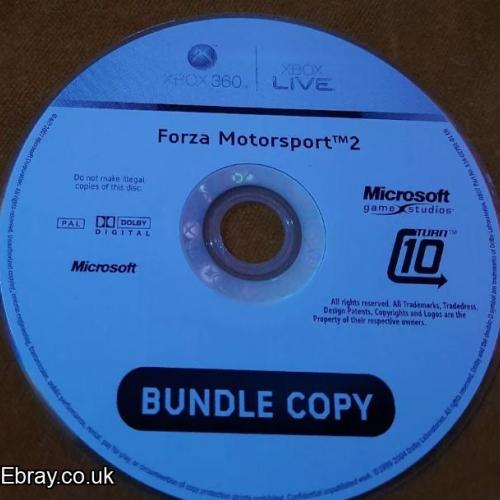 XBOX 360™
XBOX
LIVE
Forza Motorsport™2
Do not make illegal
copies of this disc.
PAL
DOLBY
DIGITAL
Microsoft
Microsoft
game studios
TURN™
10
All rights reserved. All Trademarks, Tradedress,
Design Patents, Copyrights and Logos are the
Property of their respective owners.
BUNDLE COPY
Ebray.co.uk